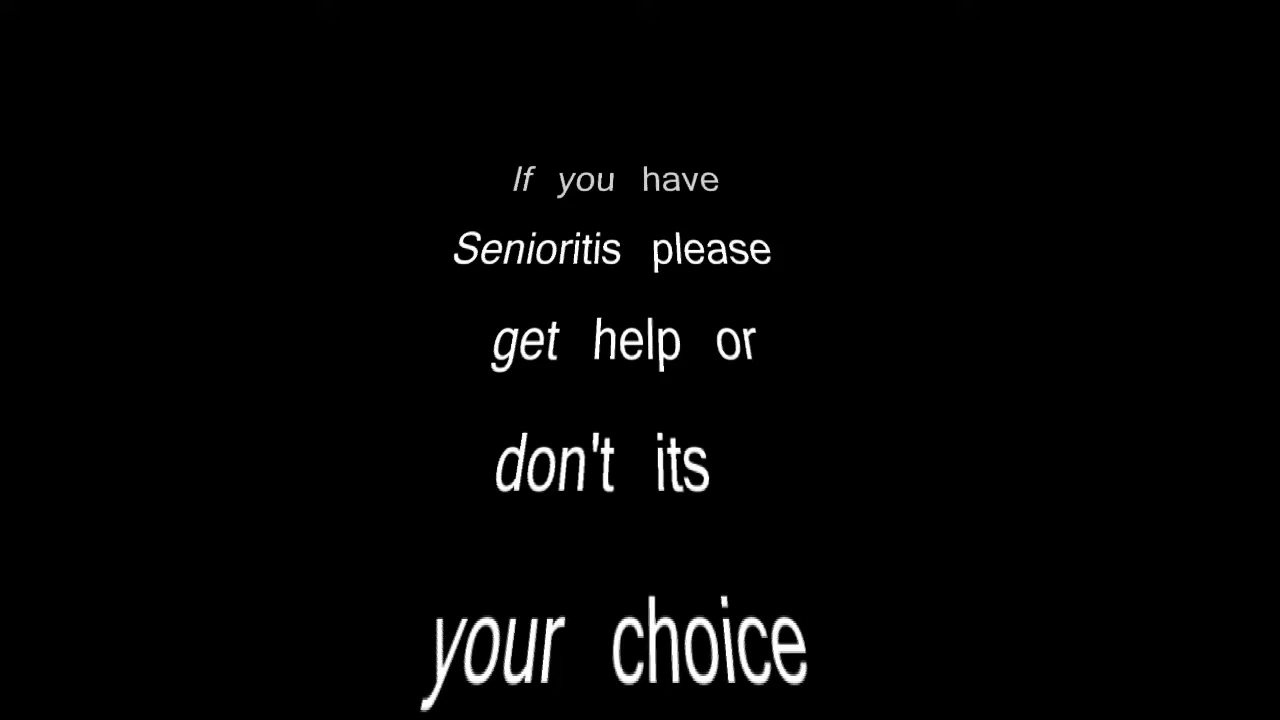 If you have
Senioritis please
get help or
don't its
your choice